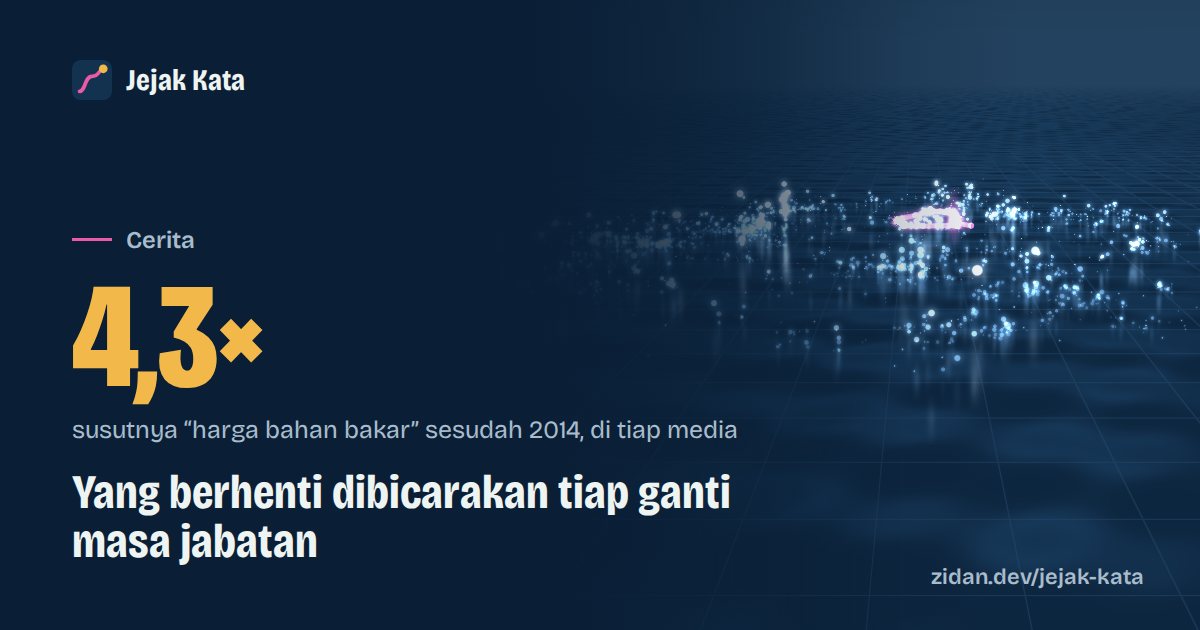 Jejak Kata
Cerita
4,3×
susutnya “harga bahan bakar” sesudah 2014, di tiap media
Yang berhenti dibicarakan tiap ganti
masa jabatan
zidan.dev/jejak-kata